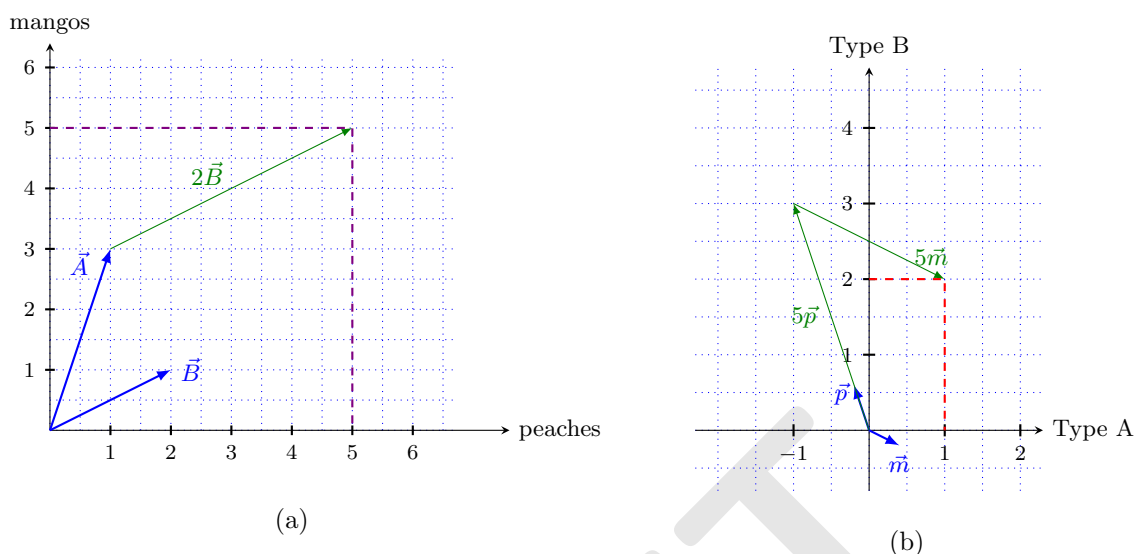 mangos
6
5
4
3
2
1
1 2 3 4 5 6
peaches
2B⃗
A⃗
B⃗
(a)
Type B
4
3
2
1
−1 1 2
Type A
5m⃗
5p⃗
p⃗
m⃗
(b)